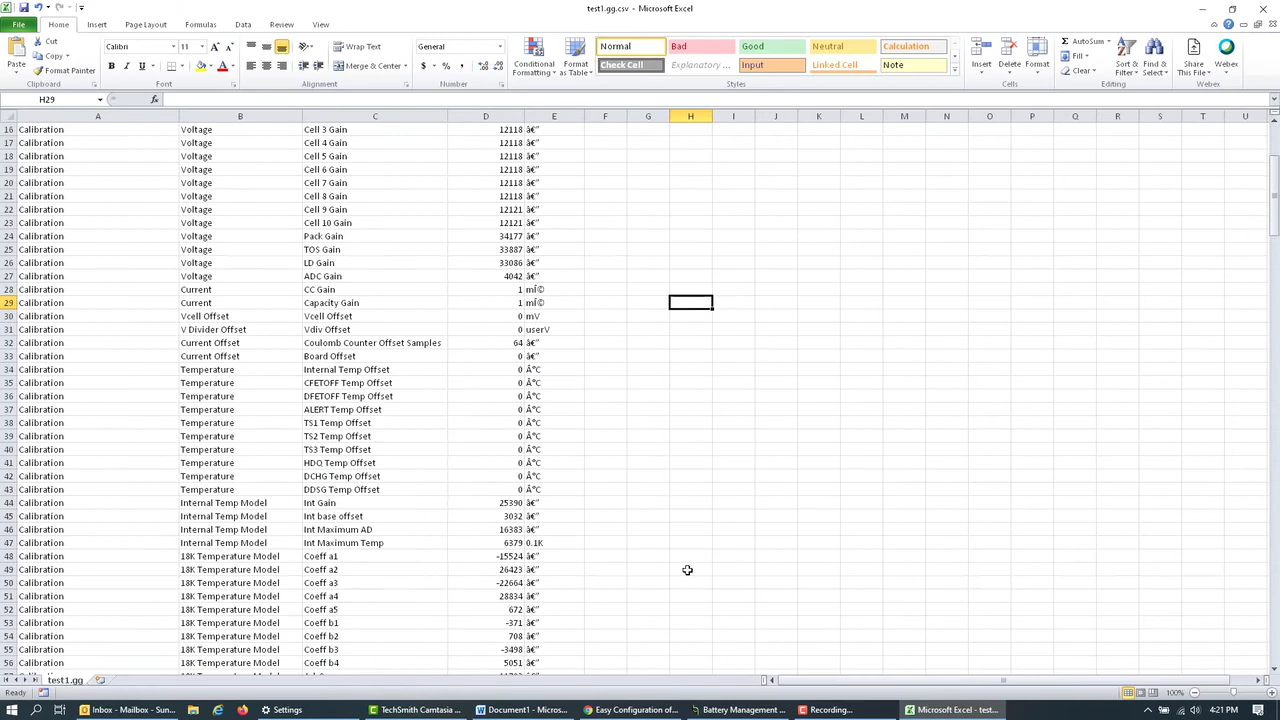 test1.gg.csv - Microsoft Excel
File Home Insert Page Layout Formulas Data Review View
Paste Cut Copy Format Painter Clipboard
Calibri 11 Font
Wrap Text Merge & Center Alignment
General Number
Conditional Formatting Format as Table
Normal Bad Good Neutral Calculation
Check Cell Explanatory ... Input Linked Cell Note
Styles
Insert Delete Format Cells
AutoSum Fill Clear Sort & Filter Find & Select Editing
Share This File Webex Webex
H29 fx
A B C D E F G H I J K L M N O P Q R S T U
16 Calibration Voltage Cell 3 Gain 12118 â€”
17 Calibration Voltage Cell 4 Gain 12118 â€”
18 Calibration Voltage Cell 5 Gain 12118 â€”
19 Calibration Voltage Cell 6 Gain 12118 â€”
20 Calibration Voltage Cell 7 Gain 12118 â€”
21 Calibration Voltage Cell 8 Gain 12118 â€”
22 Calibration Voltage Cell 9 Gain 12121 â€”
23 Calibration Voltage Cell 10 Gain 12121 â€”
24 Calibration Voltage Pack Gain 34177 â€”
25 Calibration Voltage TOS Gain 33887 â€”
26 Calibration Voltage LD Gain 33086 â€”
27 Calibration Voltage ADC Gain 4042 â€”
28 Calibration Current CC Gain 1 mÎ©
29 Calibration Current Capacity Gain 1 mÎ©
30 Calibration Vcell Offset Vcell Offset 0 mV
31 Calibration V Divider Offset Vdiv Offset 0 userV
32 Calibration Current Offset Coulomb Counter Offset Samples 64 â€”
33 Calibration Current Offset Board Offset 0 â€”
34 Calibration Temperature Internal Temp Offset 0 Â°C
35 Calibration Temperature CFETOFF Temp Offset 0 Â°C
36 Calibration Temperature DFETOFF Temp Offset 0 Â°C
37 Calibration Temperature ALERT Temp Offset 0 Â°C
38 Calibration Temperature TS1 Temp Offset 0 Â°C
39 Calibration Temperature TS2 Temp Offset 0 Â°C
40 Calibration Temperature TS3 Temp Offset 0 Â°C
41 Calibration Temperature HDQ Temp Offset 0 Â°C
42 Calibration Temperature DCHG Temp Offset 0 Â°C
43 Calibration Temperature DDSG Temp Offset 0 Â°C
44 Calibration Internal Temp Model Int Gain 25390 â€”
45 Calibration Internal Temp Model Int base offset 3032 â€”
46 Calibration Internal Temp Model Int Maximum AD 16383 â€”
47 Calibration Internal Temp Model Int Maximum Temp 6379 0.1K
48 Calibration 18K Temperature Model Coeff a1 -15524 â€”
49 Calibration 18K Temperature Model Coeff a2 26423 â€”
50 Calibration 18K Temperature Model Coeff a3 -22664 â€”
51 Calibration 18K Temperature Model Coeff a4 28834 â€”
52 Calibration 18K Temperature Model Coeff a5 672 â€”
53 Calibration 18K Temperature Model Coeff b1 -371 â€”
54 Calibration 18K Temperature Model Coeff b2 708 â€”
55 Calibration 18K Temperature Model Coeff b3 -3498 â€”
56 Calibration 18K Temperature Model Coeff b4 5051 â€”
test1.gg
Ready 100%
Inbox - Mailbox - Sun... Settings TechSmith Camtasia Document1 - Micros... Easy Configuration of... Battery Management ... Recording... Microsoft Excel - test... 4:21 PM